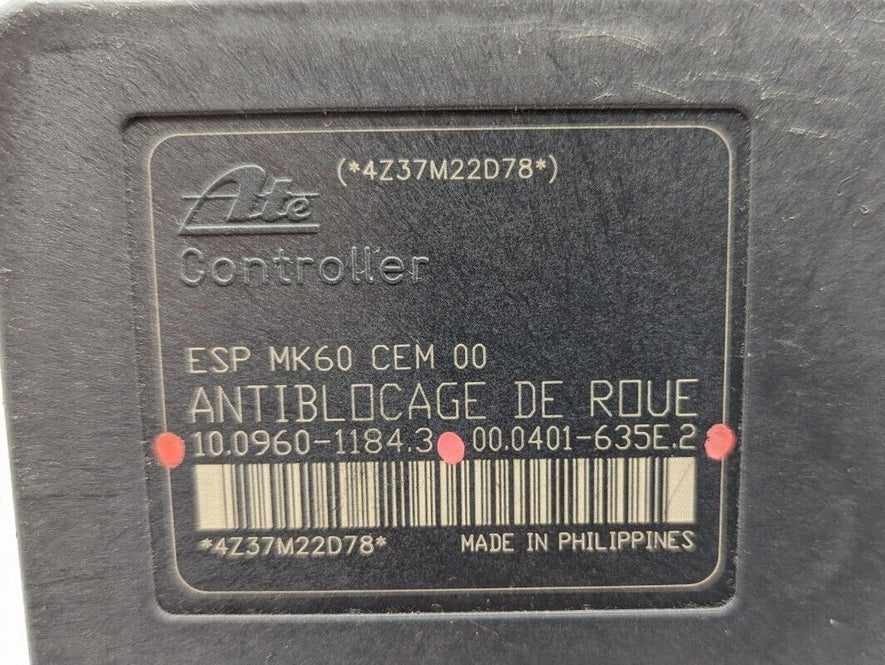 (*4Z37M22D78*)
Ate
Controller
ESP MK60 CEM 00
ANTIBLOCAGE DE ROUE
10.0960-1184.3 00.0401-635E.2
*4Z37M22D78* MADE IN PHILIPPINES